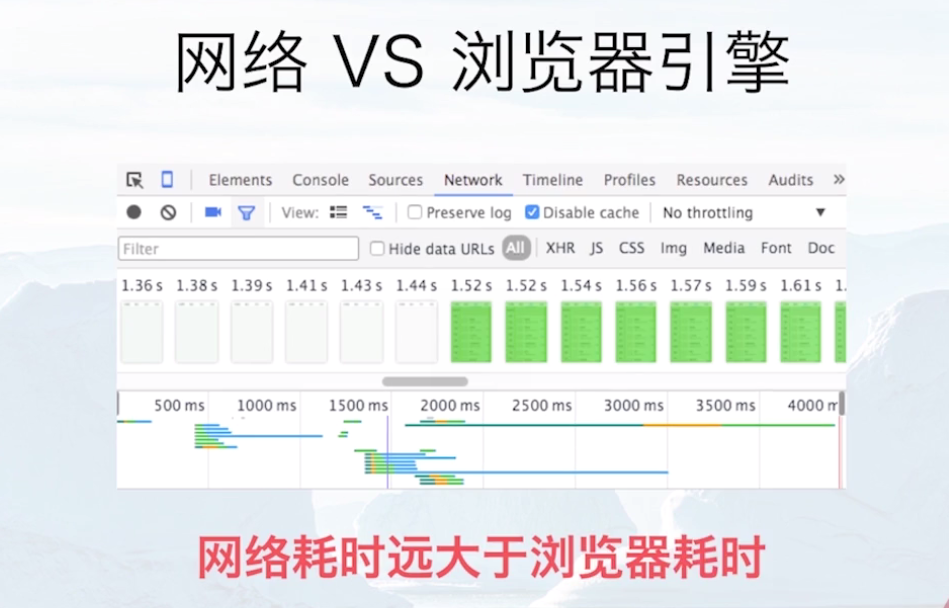 网络 VS 浏览器引擎
Elements Console Sources Network Timeline Profiles Resources Audits »
View: Preserve log Disable cache No throttling ▼
Filter Hide data URLs All XHR JS CSS Img Media Font Doc
1.36 s 1.38 s 1.39 s 1.41 s 1.43 s 1.44 s 1.52 s 1.52 s 1.54 s 1.56 s 1.57 s 1.59 s 1.61 s 1.
500 ms 1000 ms 1500 ms 2000 ms 2500 ms 3000 ms 3500 ms 4000 m
网络耗时远大于浏览器耗时